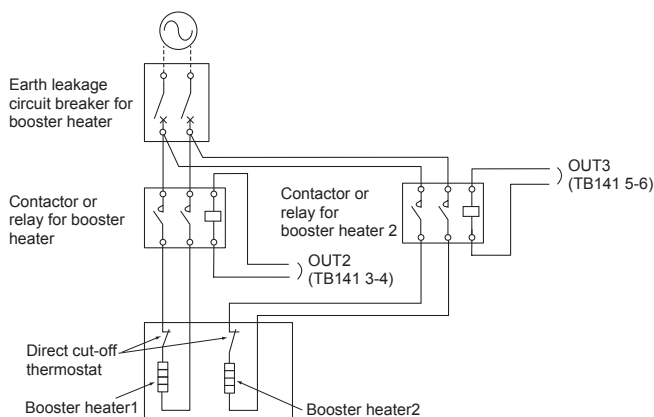 Earth leakage
circuit breaker for
booster heater
Contactor or
relay for booster
heater
Contactor or
relay for
booster heater 2
OUT3
(TB141 5-6)
OUT2
(TB141 3-4)
Direct cut-off
thermostat
Booster heater1
Booster heater2